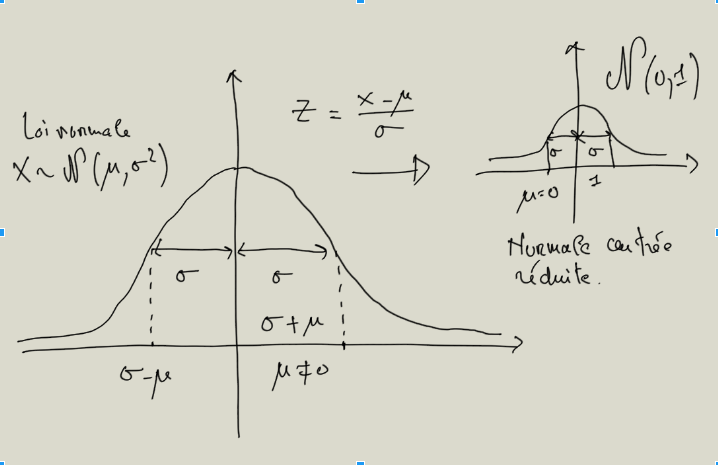 Loi normale
X ~ N(μ, σ²)
Z = x - μ / σ
N(0,1)
σ σ
μ=0 1
Normale centrée
réduite.
σ σ
σ + μ
σ-μ μ≠0